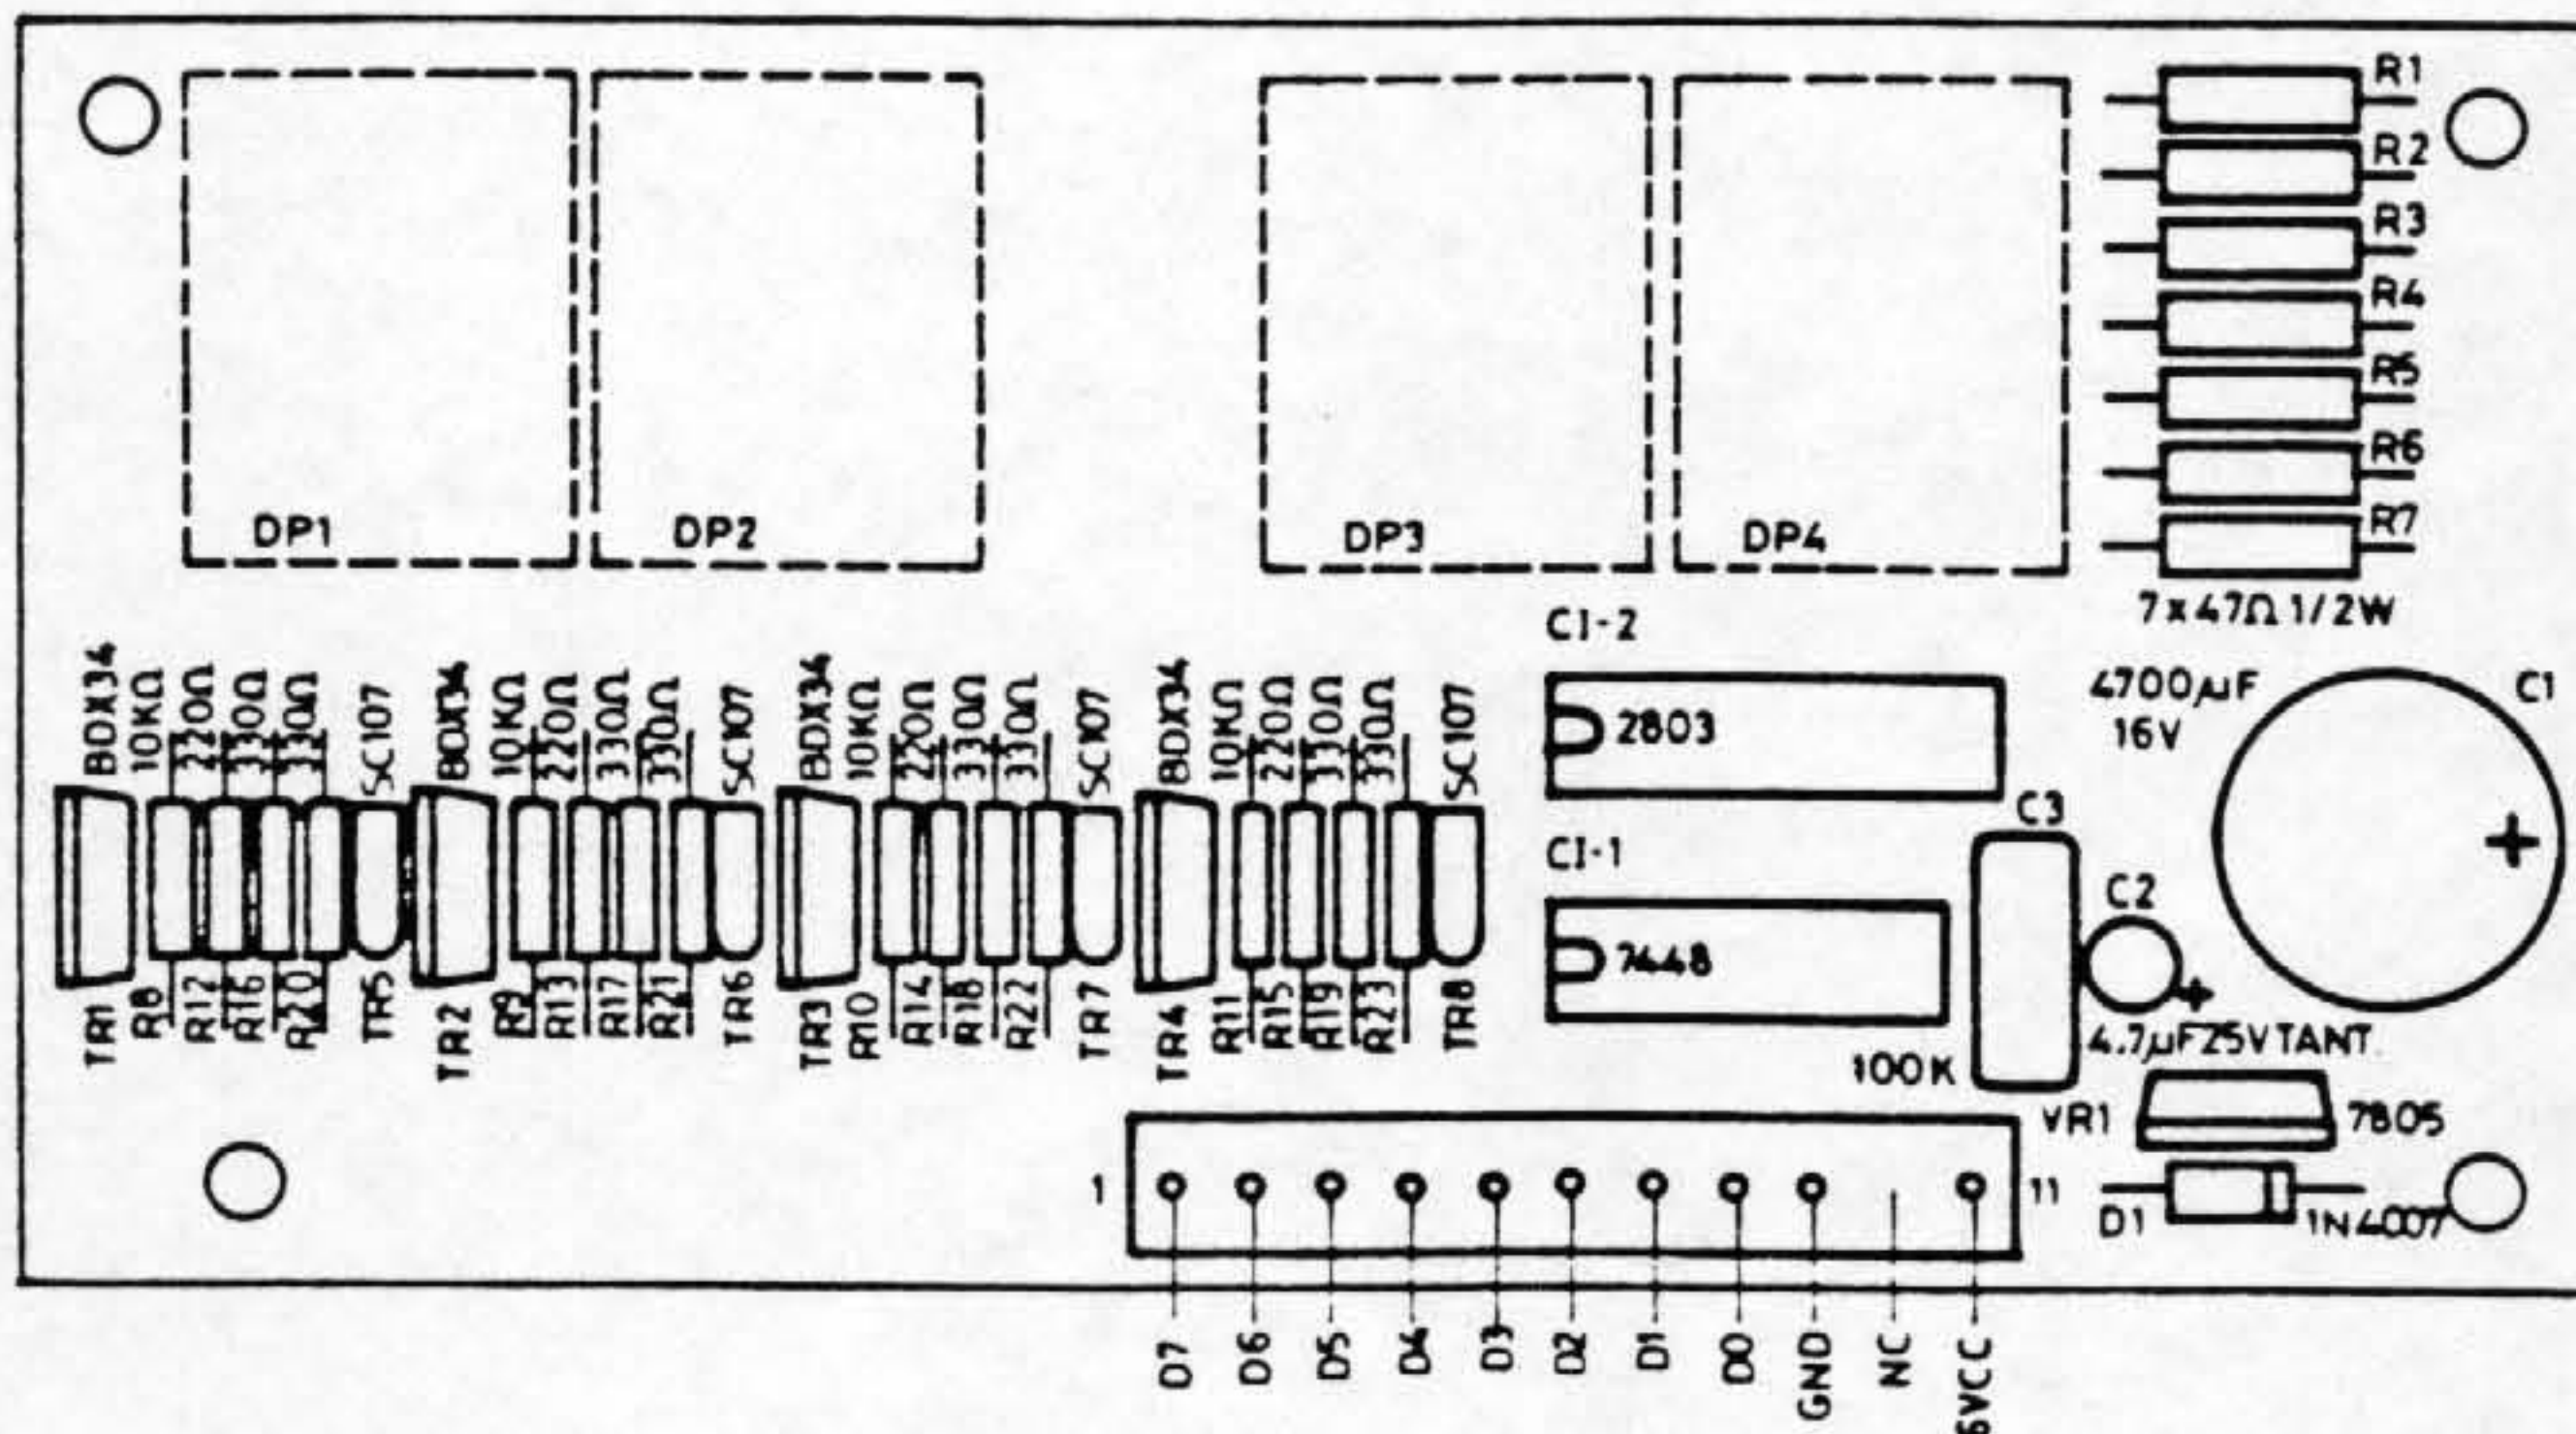 R1
R2
R3
R4
R5
R6
R7
DP1
DP2
DP3
DP4
7x47Ω 1/2W
CI-2
BDX34
10KΩ
220Ω
330Ω
330Ω
SC107
BDX34
10KΩ
220Ω
330Ω
330Ω
SC107
BDX34
10KΩ
220Ω
330Ω
330Ω
SC107
BDX34
10KΩ
220Ω
330Ω
330Ω
SC107
2803
4700µF
16V
C1
+
C3
CI-1
C2
7448
+
4.7µF25V TANT.
100K
TR1
R8
R12
R16
R20
TR5
TR2
R9
R13
R17
R21
TR6
TR3
R10
R14
R18
R22
TR7
TR4
R11
R15
R19
R23
TR8
VR1
7805
1
11
D1
1N4007
D7
D6
D5
D4
D3
D2
D1
D0
GND
NC